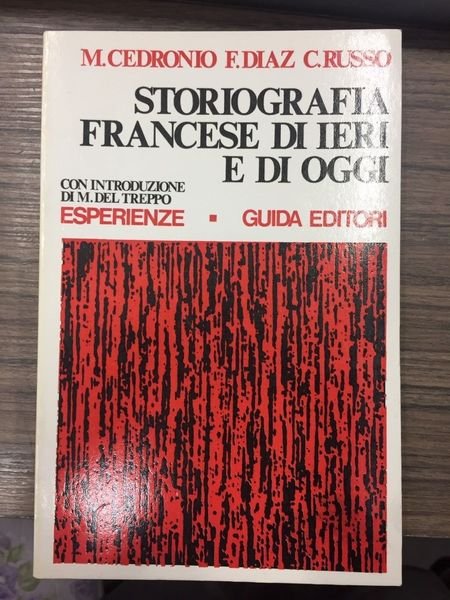 M. CEDRONIO F. DIAZ C. RUSSO
STORIOGRAFIA
FRANCESE DI IERI
E DI OGGI
CON INTRODUZIONE
DI M. DEL TREPPO
ESPERIENZE ▪ GUIDA EDITORI